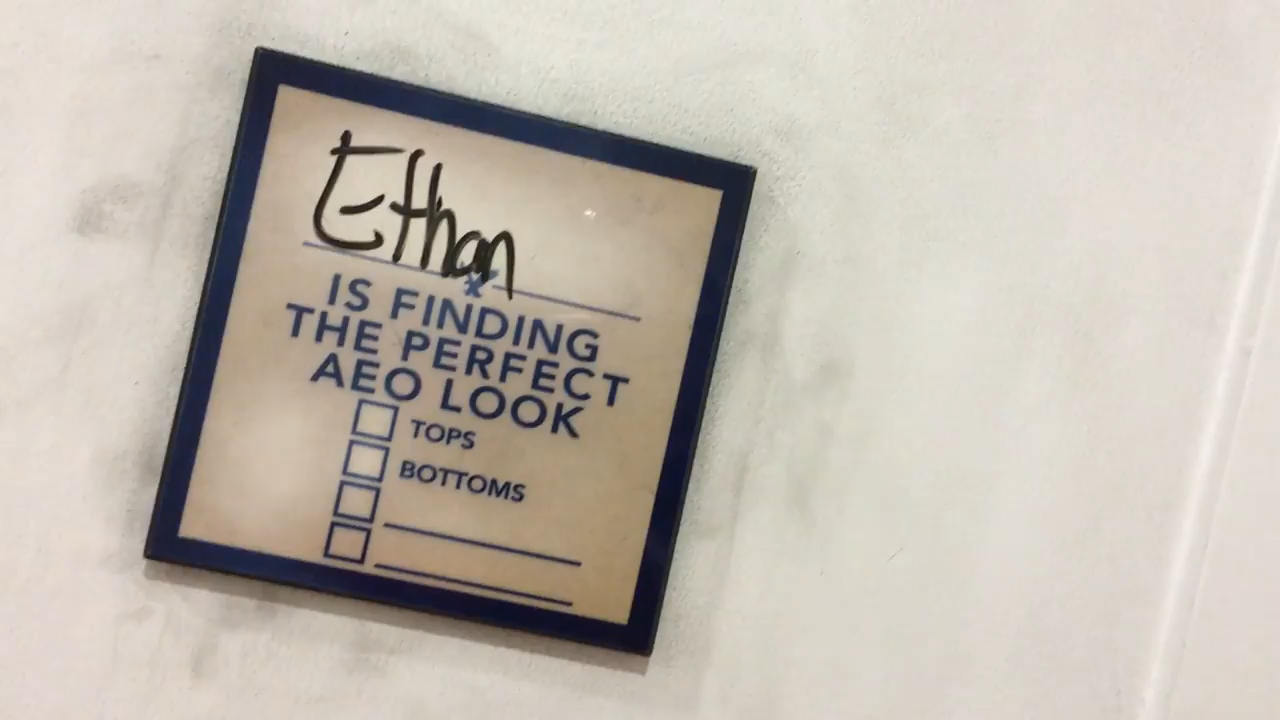 Ethan
IS FINDING
THE PERFECT
AEO LOOK
TOPS
BOTTOMS